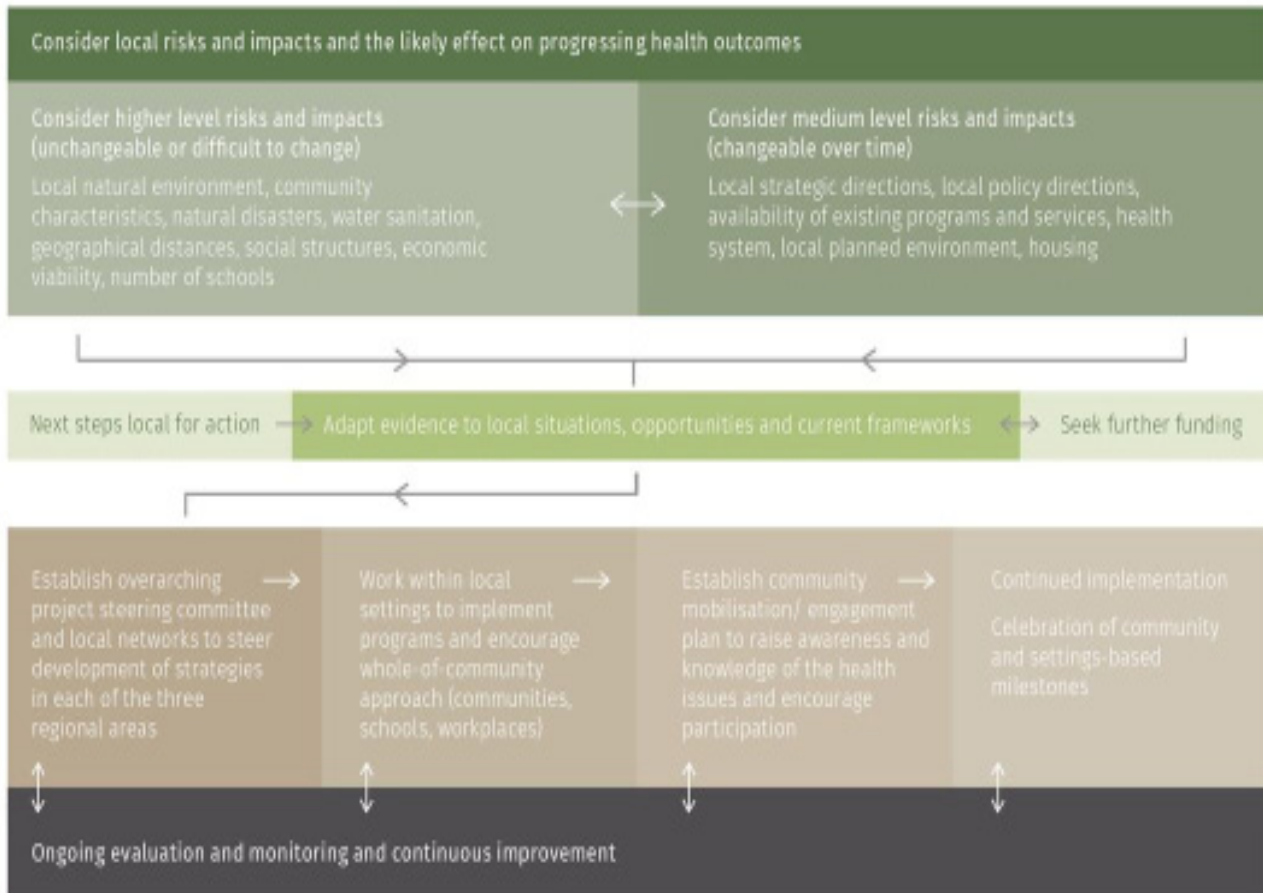 Consider local risks and impacts and the likely effect on progressing health outcomes
Consider higher level risks and impacts
(unchangeable or difficult to change)
Local natural environment, community
characteristics, natural disasters, water sanitation,
geographical distances, social structures, economic
viability, number of schools
Consider medium level risks and impacts
(changeable over time)
Local strategic directions, local policy directions,
availability of existing programs and services, health
system, local planned environment, housing
Next steps local for action
Adapt evidence to local situations, opportunities and current frameworks
Seek further funding
Establish overarching
project steering committee
and local networks to steer
development of strategies
in each of the three
regional areas
Work within local
settings to implement
programs and encourage
whole-of-community
approach (communities,
schools, workplaces)
Establish community
mobilisation/ engagement
plan to raise awareness and
knowledge of the health
issues and encourage
participation
Continued implementation
Celebration of community
and settings-based
milestones
Ongoing evaluation and monitoring and continuous improvement